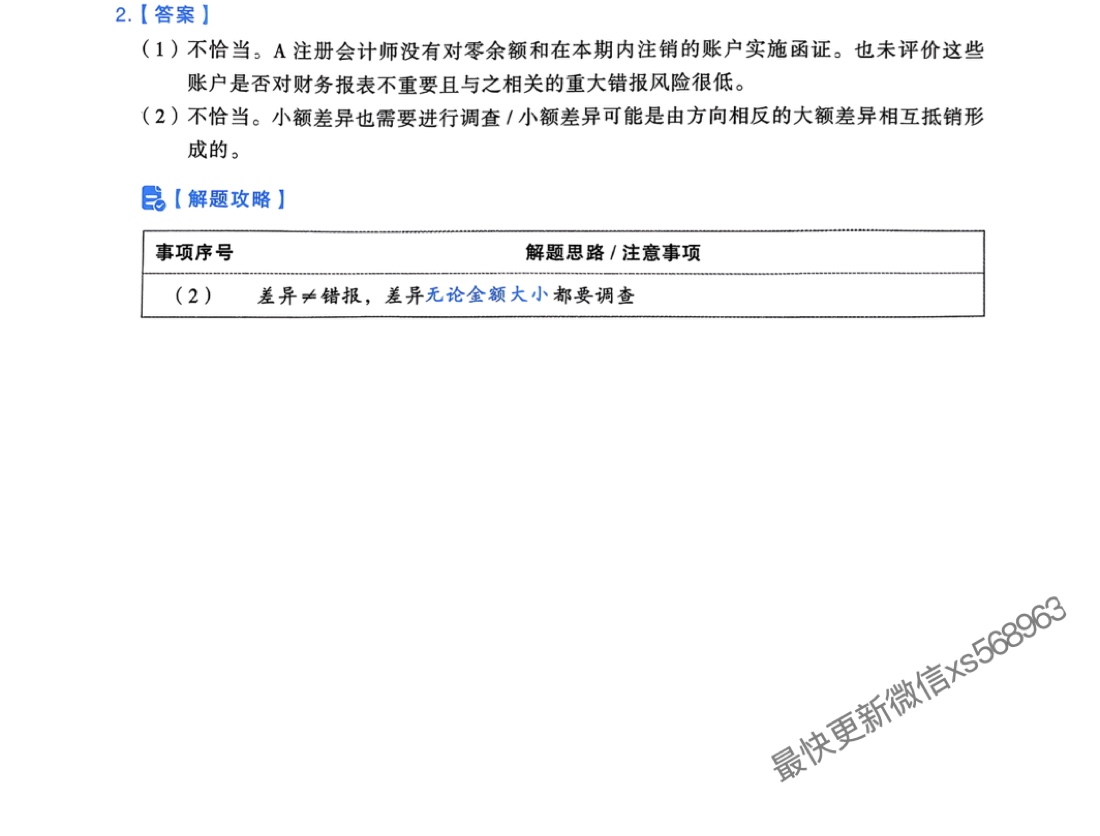 2.【答案】
（1）不恰当。A 注册会计师没有对零余额和在本期内注销的账户实施函证。也未评价这些
账户是否对财务报表不重要且与之相关的重大错报风险很低。
（2）不恰当。小额差异也需要进行调查 / 小额差异可能是由方向相反的大额差异相互抵销形
成的。
【解题攻略】
事项序号 解题思路 / 注意事项
（2） 差异≠错报，差异无论金额大小都要调查
最快更新微信xs568963